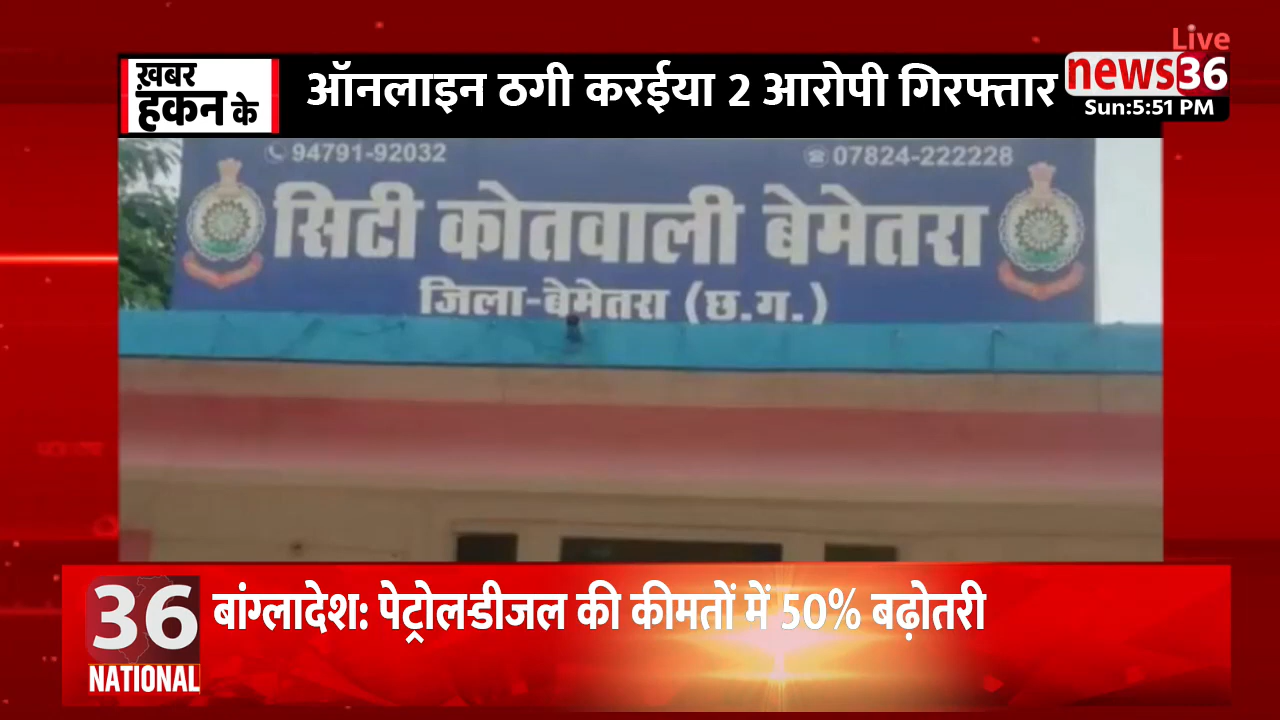 Live
ख़बर
हकन के
ऑनलाइन ठगी करईया 2 आरोपी गिरफ्तार
news36
Sun:5:51 PM
94791-92032
07824-222228
सिटी कोतवाली बेमेतरा
जिला-बेमेतरा (छ.ग.)
36
NATIONAL
बांग्लादेश: पेट्रोल-डीजल की कीमतों में 50% बढ़ोतरी